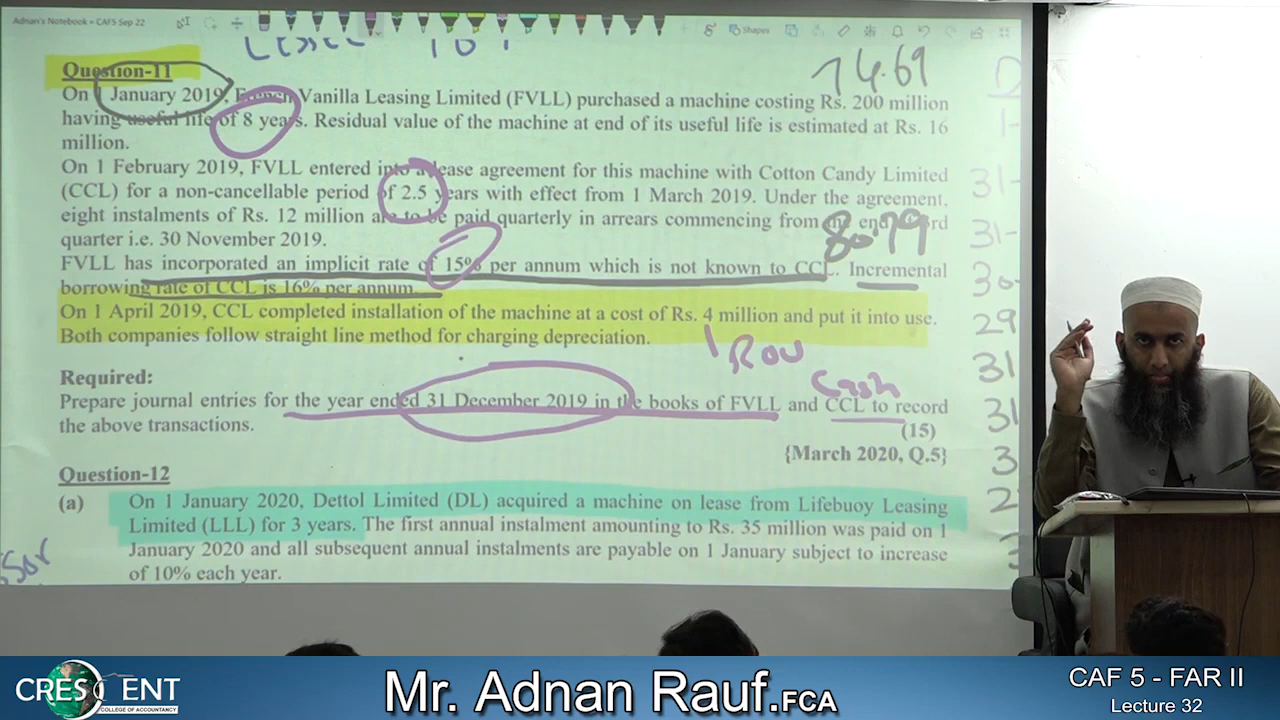 Adnan's Notebook » CAF5 Sep 22
Shapes
74.69
Question-11
On 1 January 2019, French Vanilla Leasing Limited (FVLL) purchased a machine costing Rs. 200 million
having useful life of 8 years. Residual value of the machine at end of its useful life is estimated at Rs. 16
million.
On 1 February 2019, FVLL entered into a lease agreement for this machine with Cotton Candy Limited
(CCL) for a non-cancellable period of 2.5 years with effect from 1 March 2019. Under the agreement,
eight instalments of Rs. 12 million are to be paid quarterly in arrears commencing from the end
quarter i.e. 30 November 2019.
80.79
FVLL has incorporated an implicit rate of 15% per annum which is not known to CCL. Incremental
borrowing rate of CCL is 16% per annum.
On 1 April 2019, CCL completed installation of the machine at a cost of Rs. 4 million and put it into use.
Both companies follow straight line method for charging depreciation.
ROU
Cash
Required:
Prepare journal entries for the year ended 31 December 2019 in the books of FVLL and CCL to record
the above transactions.
(15)
{March 2020, Q.5}
Question-12
(a) On 1 January 2020, Dettol Limited (DL) acquired a machine on lease from Lifebuoy Leasing
Limited (LLL) for 3 years. The first annual instalment amounting to Rs. 35 million was paid on 1
January 2020 and all subsequent annual instalments are payable on 1 January subject to increase
of 10% each year.
31-
31-
30-
29
31
31
CRESCENT
COLLEGE OF ACCOUNTANCY
Mr. Adnan Rauf.FCA
CAF 5 - FAR II
Lecture 32